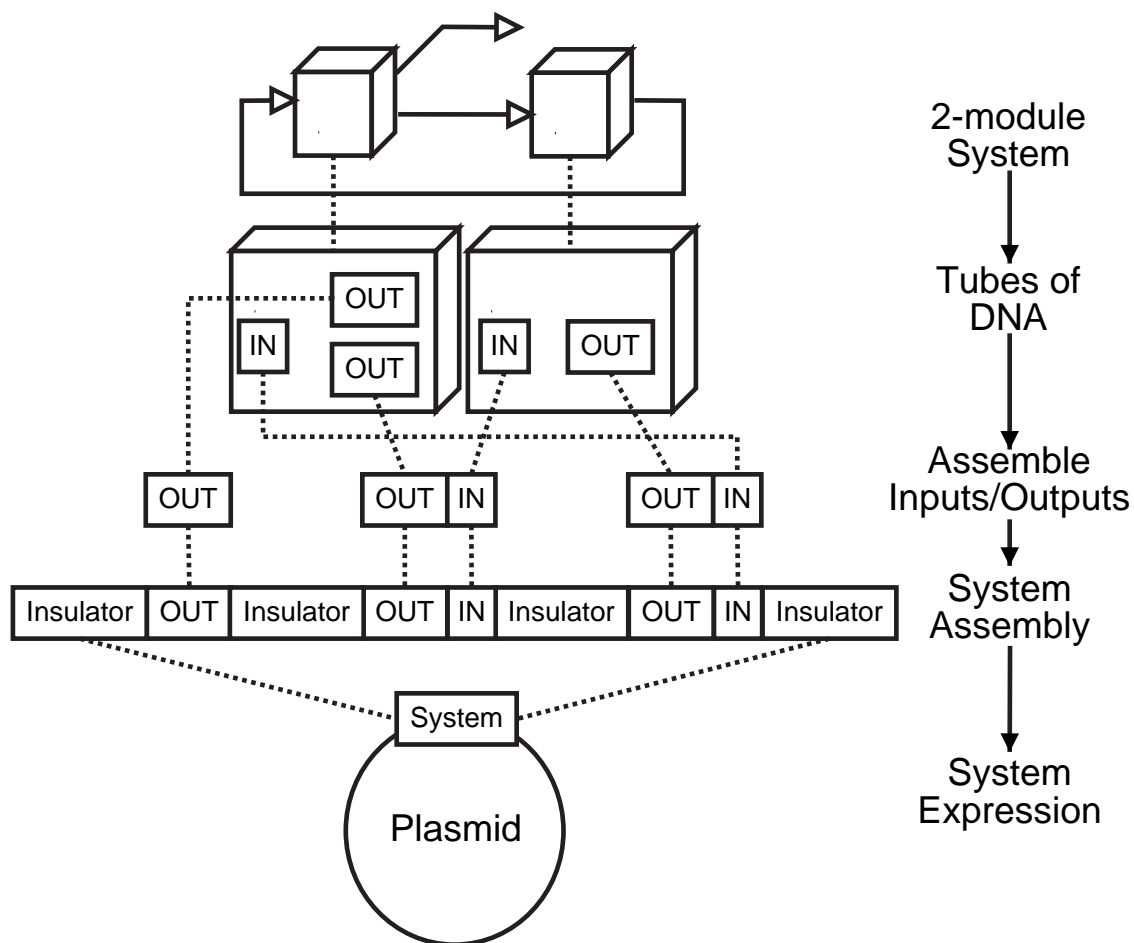 2-module
System
Tubes of
DNA
OUT
IN
OUT
IN
OUT
Assemble
Inputs/Outputs
OUT
OUT IN
OUT IN
Insulator OUT Insulator OUT IN Insulator OUT IN Insulator
System
Assembly
System
Plasmid
System
Expression